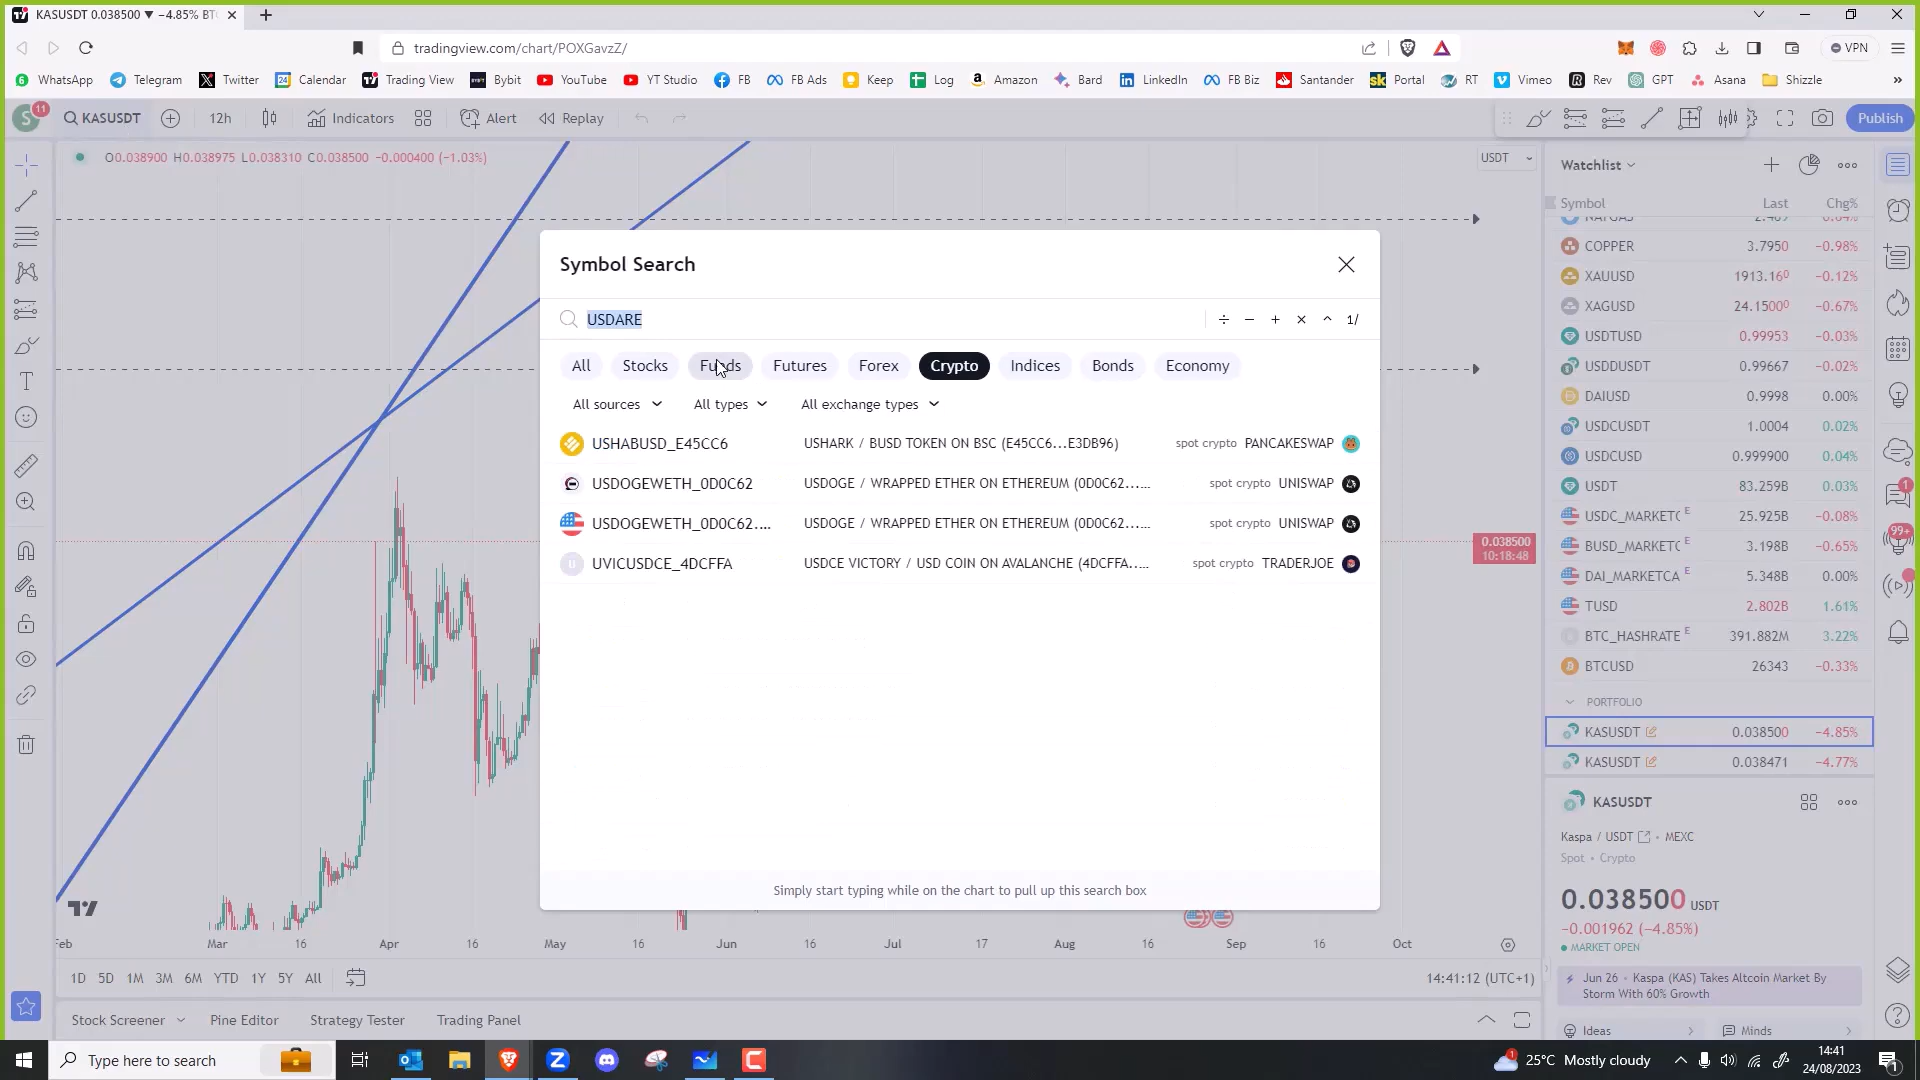 KASUSDT 0.038500 ▼ −4.85% BT
tradingview.com/chart/POXGavzZ/
VPN
WhatsApp Telegram Twitter Calendar Trading View Bybit YouTube YT Studio FB FB Ads Keep Log Amazon Bard LinkedIn FB Biz Santander Portal RT Vimeo Rev GPT Asana Shizzle »
S 11 KASUSDT 12h Indicators Alert Replay Publish
O0.038900 H0.038975 L0.038310 C0.038500 −0.000400 (−1.03%)
USDT
Watchlist
Symbol Last Chg%
COPPER 3.7950 −0.98%
XAUUSD 1913.160 −0.12%
XAGUSD 24.15000 −0.67%
USDTUSD 0.99953 −0.03%
USDDUSDT 0.99667 −0.02%
DAIUSD 0.9998 0.00%
USDCUSDT 1.0004 0.02%
USDCUSD 0.999900 0.04%
USDT 83.259B 0.03%
USDC_MARKETC E 25.925B −0.08%
BUSD_MARKETC E 3.198B −0.65%
DAI_MARKETCA E 5.348B 0.00%
TUSD 2.802B 1.61%
BTC_HASHRATE E 391.882M 3.22%
BTCUSD 26343 −0.33%
PORTFOLIO
KASUSDT 0.038500 −4.85%
KASUSDT 0.038471 −4.77%
KASUSDT
Kaspa / USDT • MEXC
Spot • Crypto
0.038500 USDT
−0.001962 (−4.85%)
MARKET OPEN
Jun 26 • Kaspa (KAS) Takes Altcoin Market By
Storm With 60% Growth
Ideas Minds
1
99+
Symbol Search
USDARE
÷ − + × ^ 1/
All Stocks Funds Futures Forex Crypto Indices Bonds Economy
All sources All types All exchange types
USHABUSD_E45CC6 USHARK / BUSD TOKEN ON BSC (E45CC6...E3DB96) spot crypto PANCAKESWAP
USDOGEWETH_0D0C62 USDOGE / WRAPPED ETHER ON ETHEREUM (0D0C62...... spot crypto UNISWAP
USDOGEWETH_0D0C62.... USDOGE / WRAPPED ETHER ON ETHEREUM (0D0C62...... spot crypto UNISWAP
U UVICUSDCE_4DCFFA USDCE VICTORY / USD COIN ON AVALANCHE (4DCFFA...... spot crypto TRADERJOE
Simply start typing while on the chart to pull up this search box
0.038500
10:18:48
Feb Mar 16 Apr 16 May 16 Jun 16 Jul 17 Aug 16 Sep 16 Oct
1D 5D 1M 3M 6M YTD 1Y 5Y All
14:41:12 (UTC+1)
Stock Screener Pine Editor Strategy Tester Trading Panel
Type here to search
1 25°C Mostly cloudy
14:41
24/08/2023
1